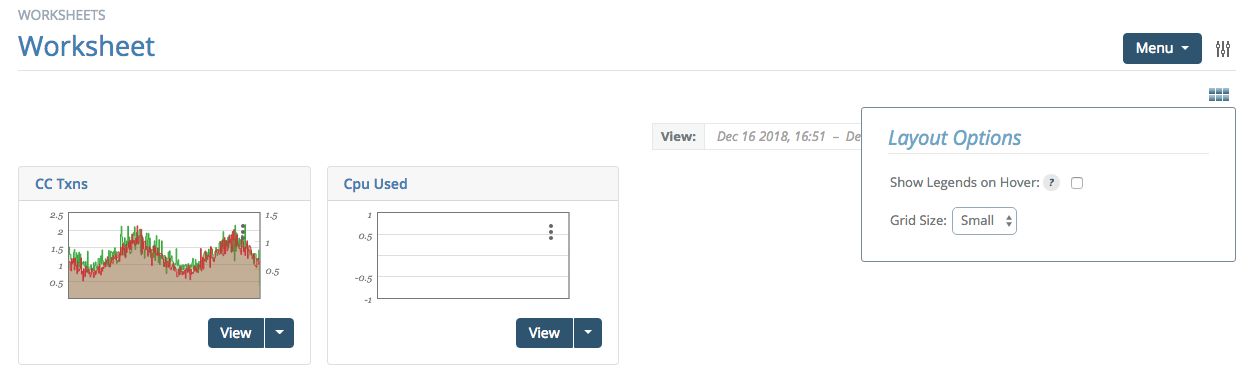 WORKSHEETS
Worksheet
Menu
View: Dec 16 2018, 16:51 – De
Layout Options
Show Legends on Hover: ?
Grid Size: Small
CC Txns
2.5
2
1.5
1
0.5
1.5
1
0.5
View
Cpu Used
1
0.5
-0.5
-1
View